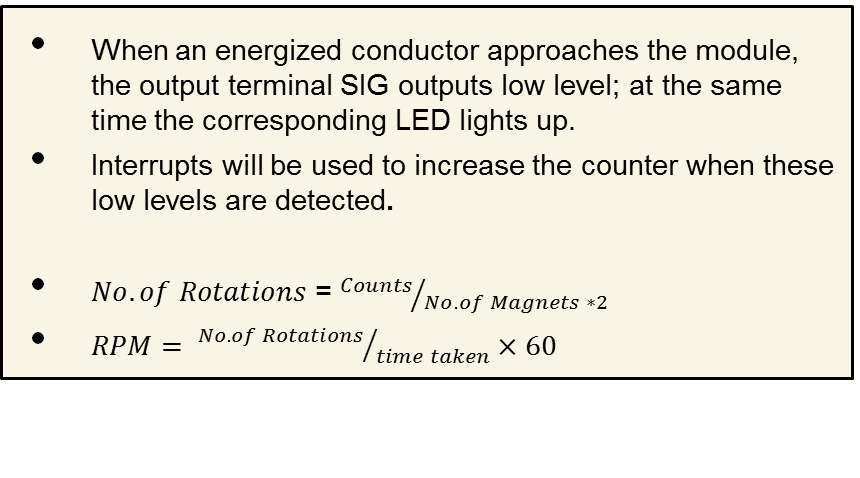 • When an energized conductor approaches the module,
the output terminal SIG outputs low level; at the same
time the corresponding LED lights up.
• Interrupts will be used to increase the counter when these
low levels are detected.
• No. of Rotations = Counts/No.of Magnets *2
• RPM = No.of Rotations/time taken × 60